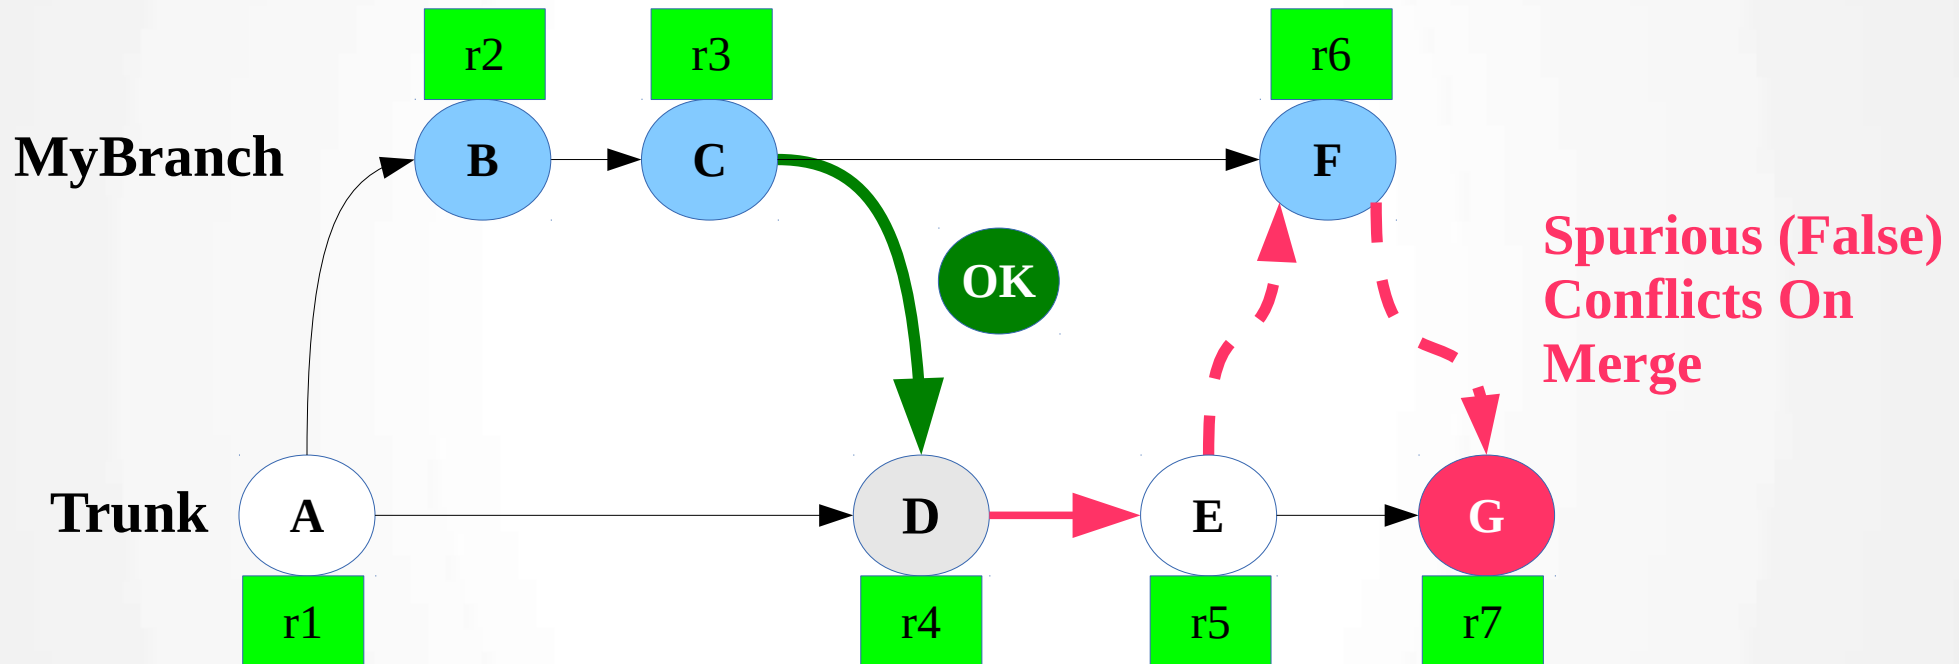 r2
r3
r6
MyBranch
B
C
F
Spurious (False)
Conflicts On
Merge
OK
Trunk
A
D
E
G
r1
r4
r5
r7